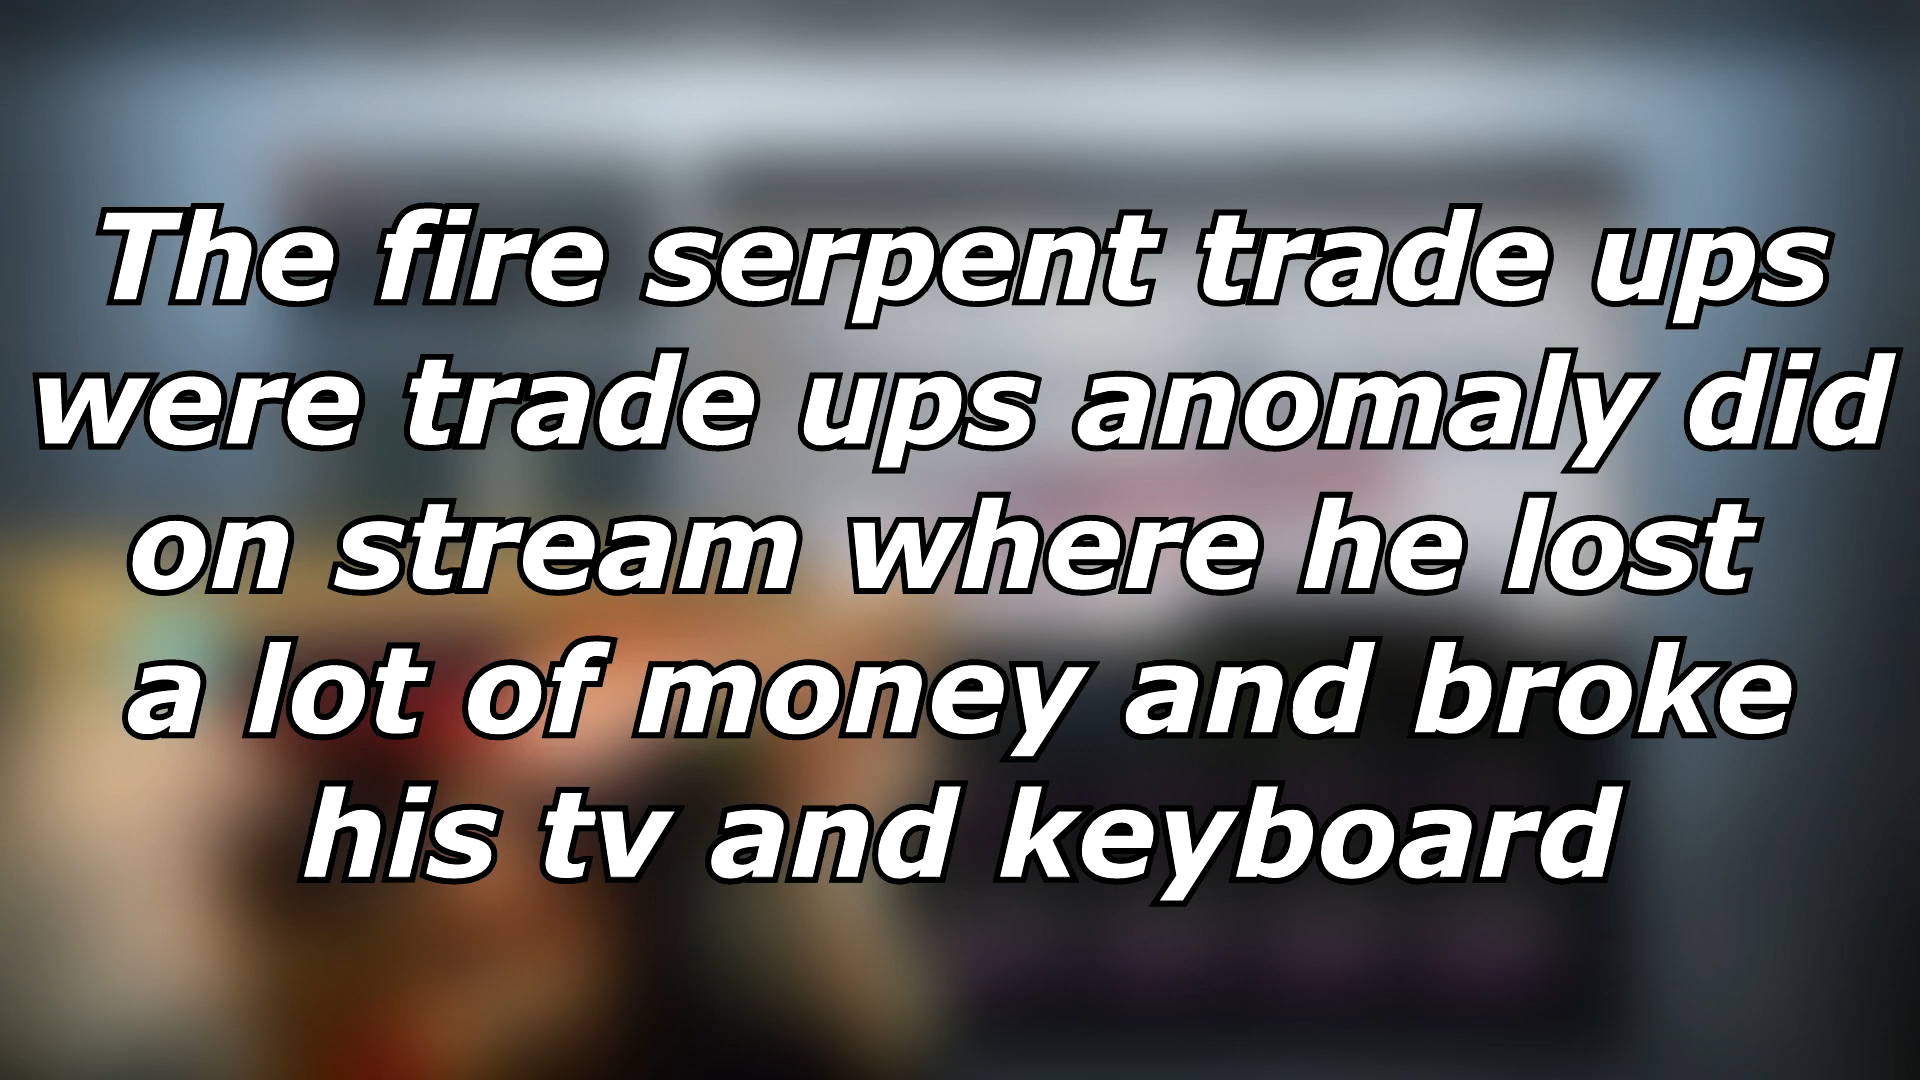 The fire serpent trade ups
were trade ups anomaly did
on stream where he lost
a lot of money and broke
his tv and keyboard